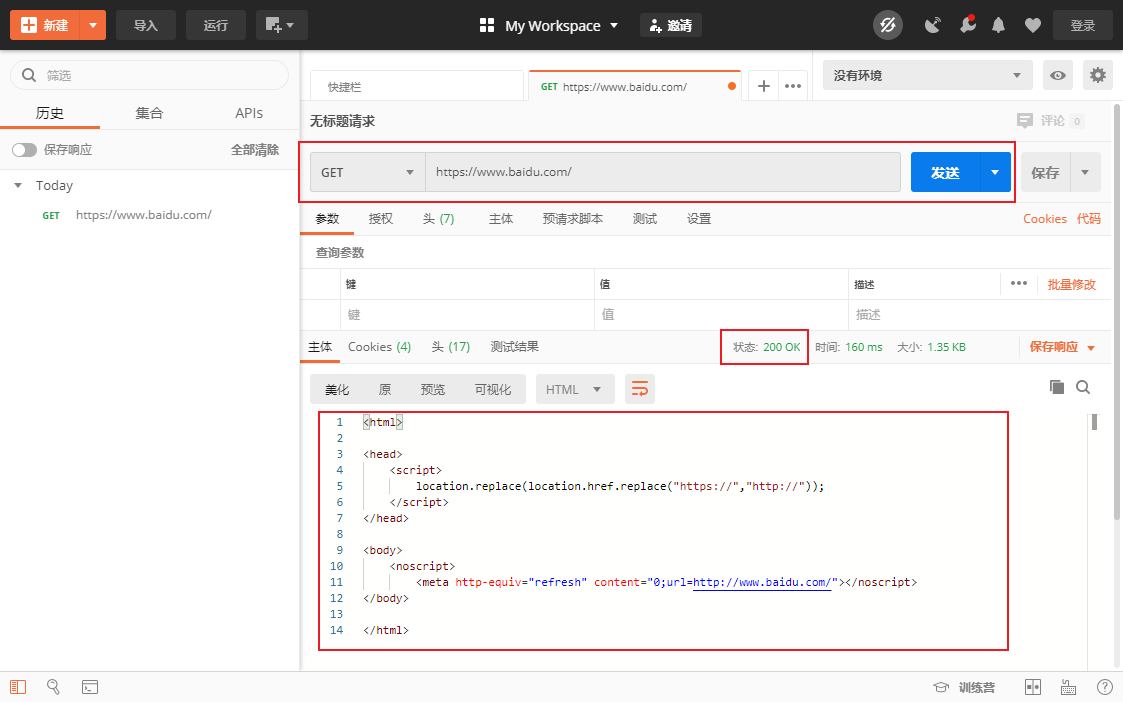 新建 导入 运行 My Workspace 邀请 登录
筛选
历史 集合 APIs
保存响应 全部清除
Today
GET https://www.baidu.com/
快捷栏 GET https://www.baidu.com/ 没有环境
无标题请求 评论 0
GET https://www.baidu.com/ 发送 保存
参数 授权 头 (7) 主体 预请求脚本 测试 设置 Cookies 代码
查询参数
键 值 描述 批量修改
键 值 描述
主体 Cookies (4) 头 (17) 测试结果 状态: 200 OK 时间: 160 ms 大小: 1.35 KB 保存响应
美化 原 预览 可视化 HTML
1 <html>
2
3 <head>
4 <script>
5 location.replace(location.href.replace("https://","http://"));
6 </script>
7 </head>
8
9 <body>
10 <noscript>
11 <meta http-equiv="refresh" content="0;url=http://www.baidu.com/"></noscript>
12 </body>
13
14 </html>
训练营